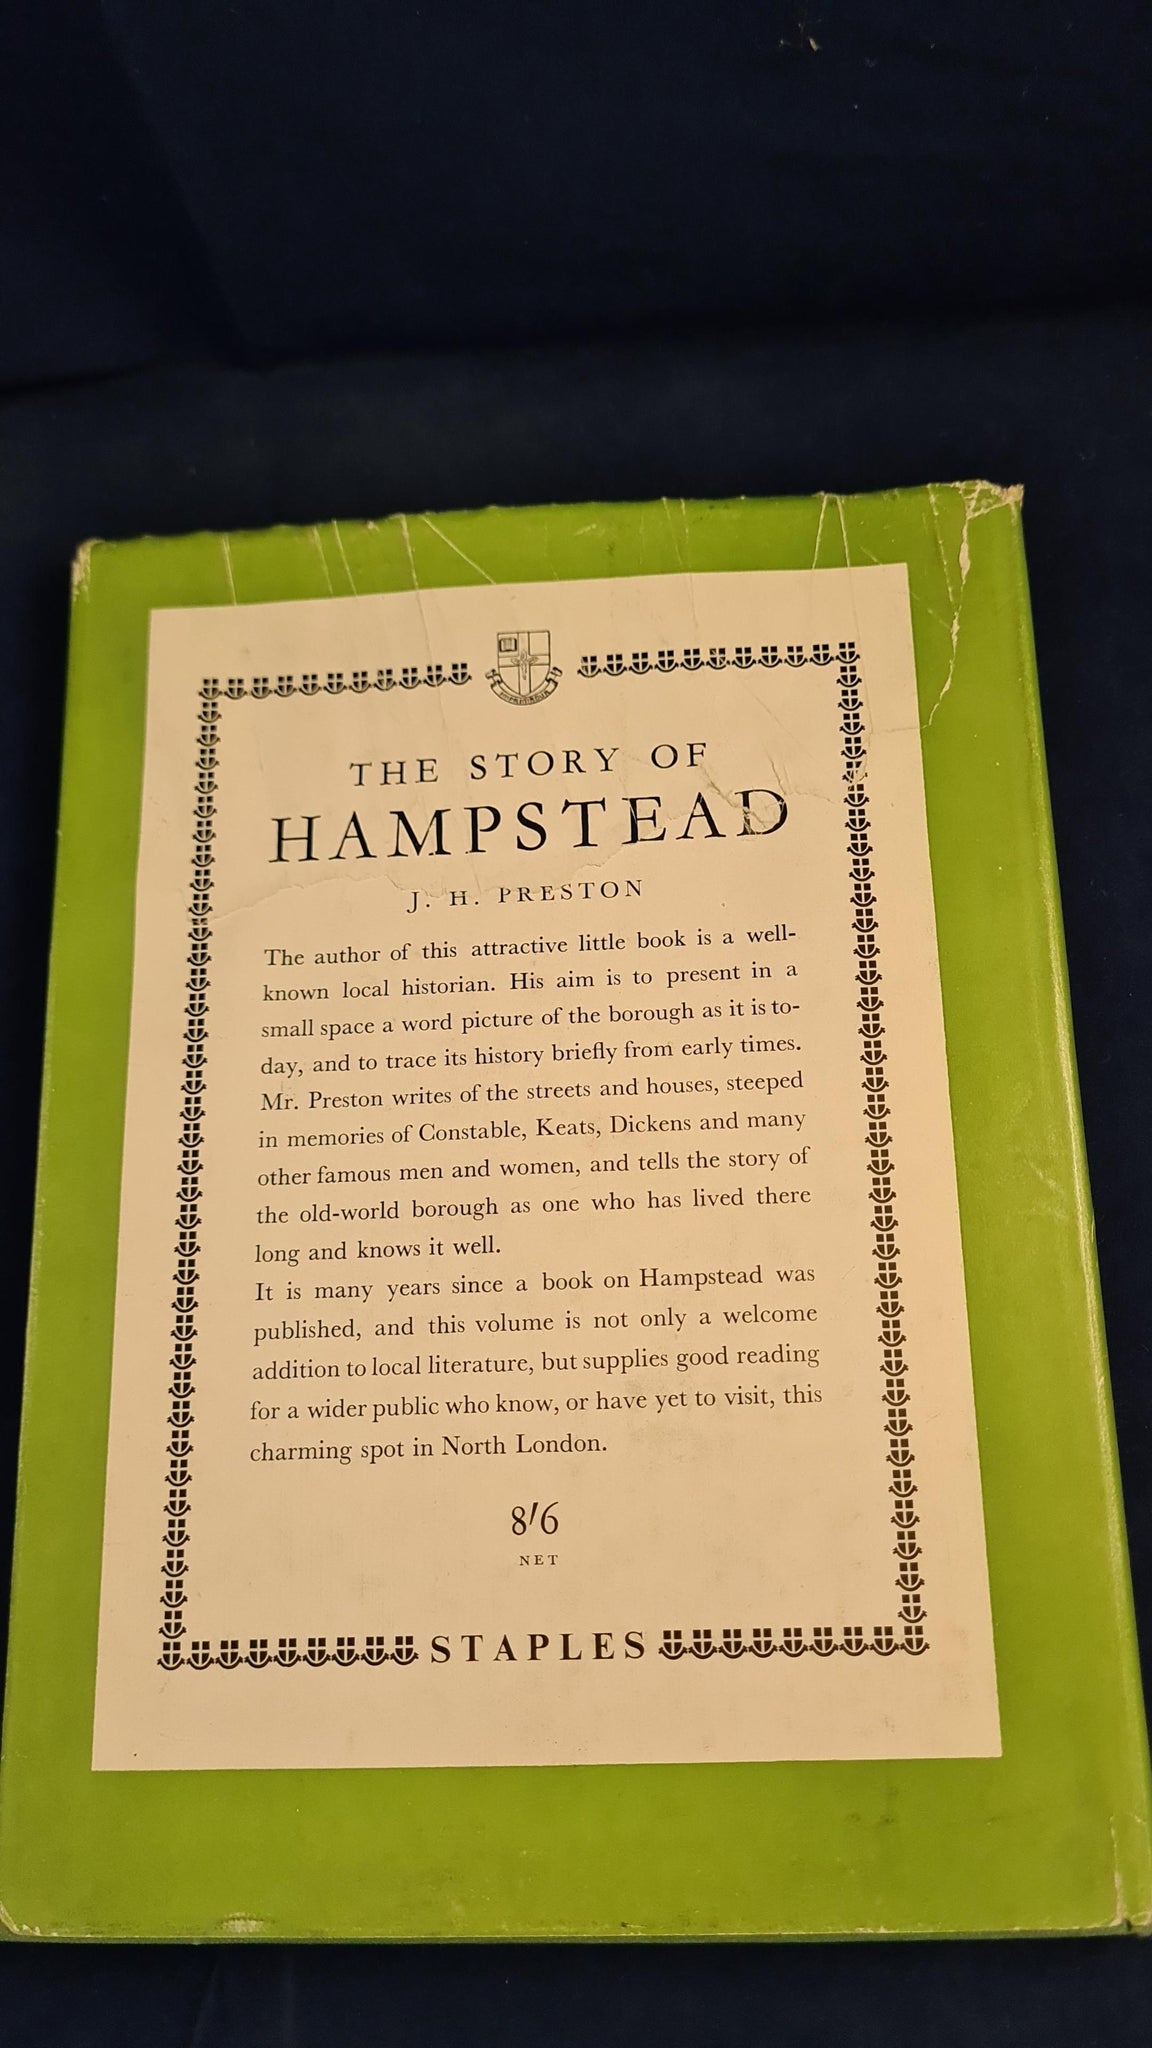 THE STORY OF
HAMPSTEAD
J. H. PRESTON
The author of this attractive little book is a well-
known local historian. His aim is to present in a
small space a word picture of the borough as it is to-
day, and to trace its history briefly from early times.
Mr. Preston writes of the streets and houses, steeped
in memories of Constable, Keats, Dickens and many
other famous men and women, and tells the story of
the old-world borough as one who has lived there
long and knows it well.
It is many years since a book on Hampstead was
published, and this volume is not only a welcome
addition to local literature, but supplies good reading
for a wider public who know, or have yet to visit, this
charming spot in North London.
8/6
NET
STAPLES